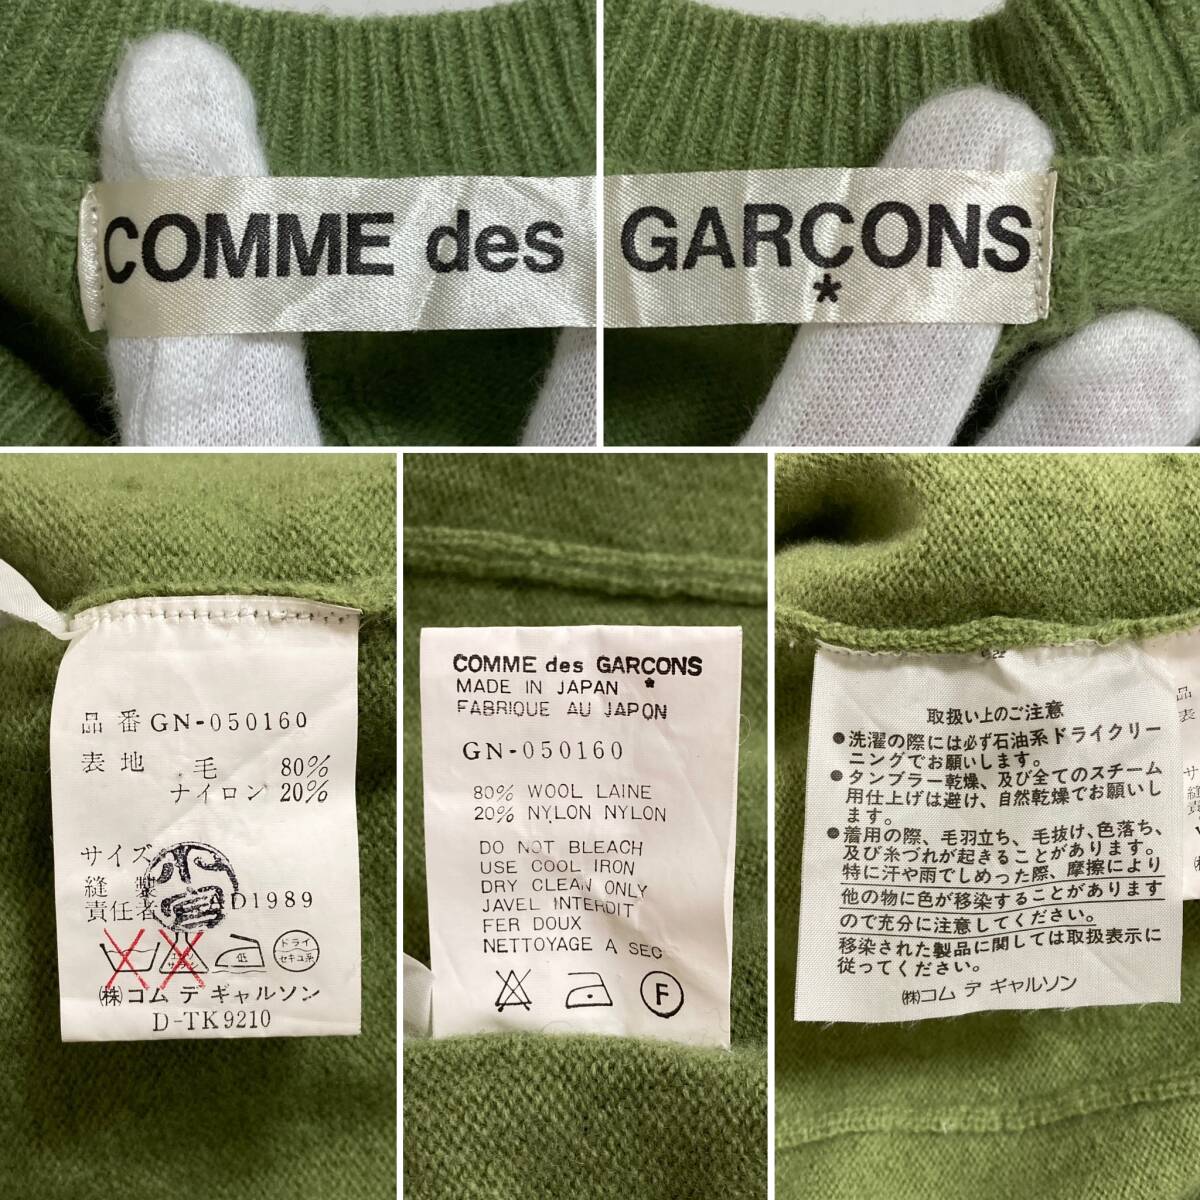 COMME des
GARÇONS
*
品番 GN-050160
表地 毛 80%
ナイロン 20%
サイズ
縫製
責任者 AD1989
ドライ
セキユ系
低
㈱コム デ ギャルソン
D-TK9210
COMME des GARCONS
MADE IN JAPAN *
FABRIQUE AU JAPON
GN-050160
80% WOOL LAINE
20% NYLON NYLON
DO NOT BLEACH
USE COOL IRON
DRY CLEAN ONLY
JAVEL INTERDIT
FER DOUX
NETTOYAGE A SEC
F
取扱い上のご注意
●洗濯の際には必ず石油系ドライクリー
ニングでお願いします。
●タンブラー乾燥、及び全てのスチーム
用仕上げは避け、自然乾燥でお願いし
ます。
●着用の際、毛羽立ち、毛抜け、色落ち、
及び糸づれが起きることがあります。
特に汗や雨でしめった際、摩擦により
他の物に色が移染することがあります
ので充分に注意してください。
移染された製品に関しては取扱表示に
従ってください。
㈱コム デ ギャルソン
品
表
サ
縫
責